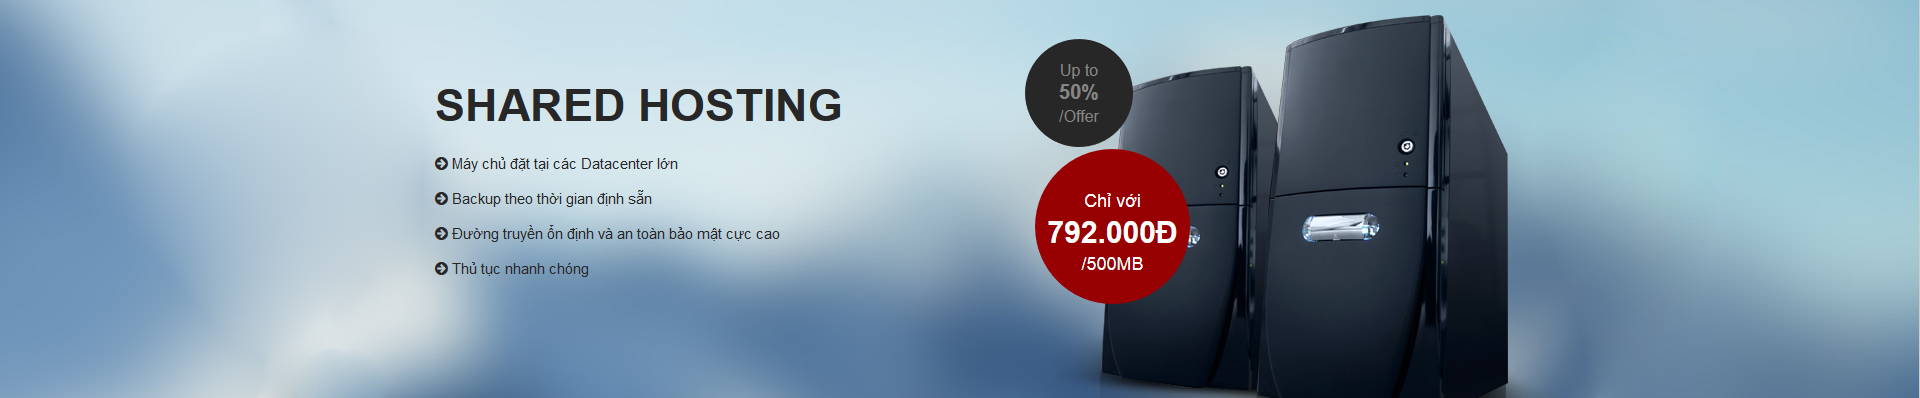 SHARED HOSTING
Máy chủ đặt tại các Datacenter lớn
Backup theo thời gian định sẵn
Đường truyền ổn định và an toàn bảo mật cực cao
Thủ tục nhanh chóng
Up to
50%
/Offer
Chỉ với
792.000Đ
/500MB